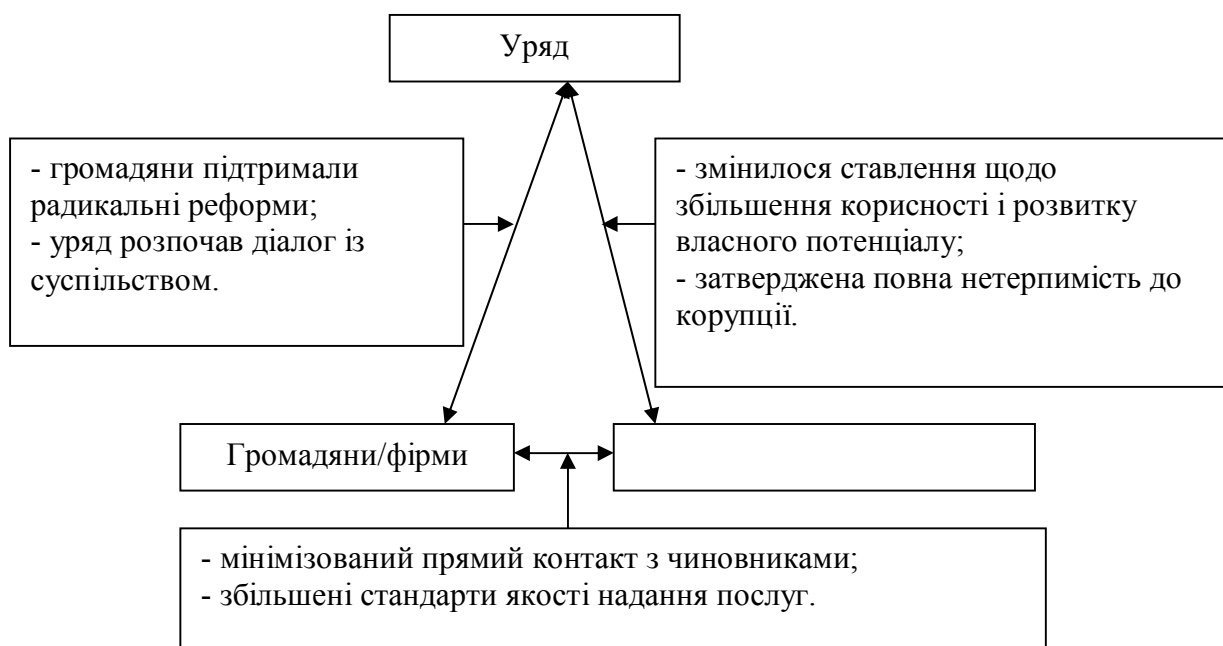 Уряд
- громадяни підтримали
радикальні реформи;
- уряд розпочав діалог із
суспільством.
- змінилося ставлення щодо
збільшення корисності і розвитку
власного потенціалу;
- затверджена повна нетерпимість до
корупції.
Громадяни/фірми
- мінімізований прямий контакт з чиновниками;
- збільшені стандарти якості надання послуг.